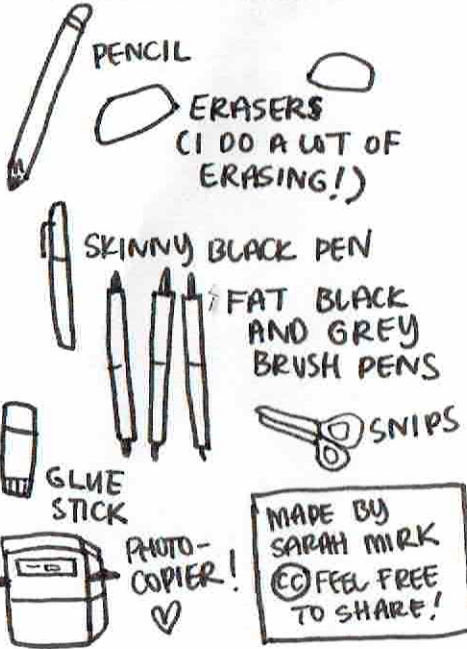 PENCIL
ERASERS
(I DO A LOT OF
ERASING!)
SKINNY BLACK PEN
FAT BLACK
AND GREY
BRUSH PENS
SNIPS
GLUE
STICK
PHOTO-
COPIER!
MADE BY
SARAH MIRK
CC FEEL FREE
TO SHARE!